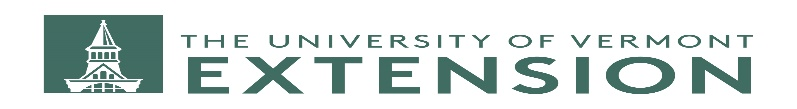 THE UNIVERSITY OF VERMONT
EXTENSION